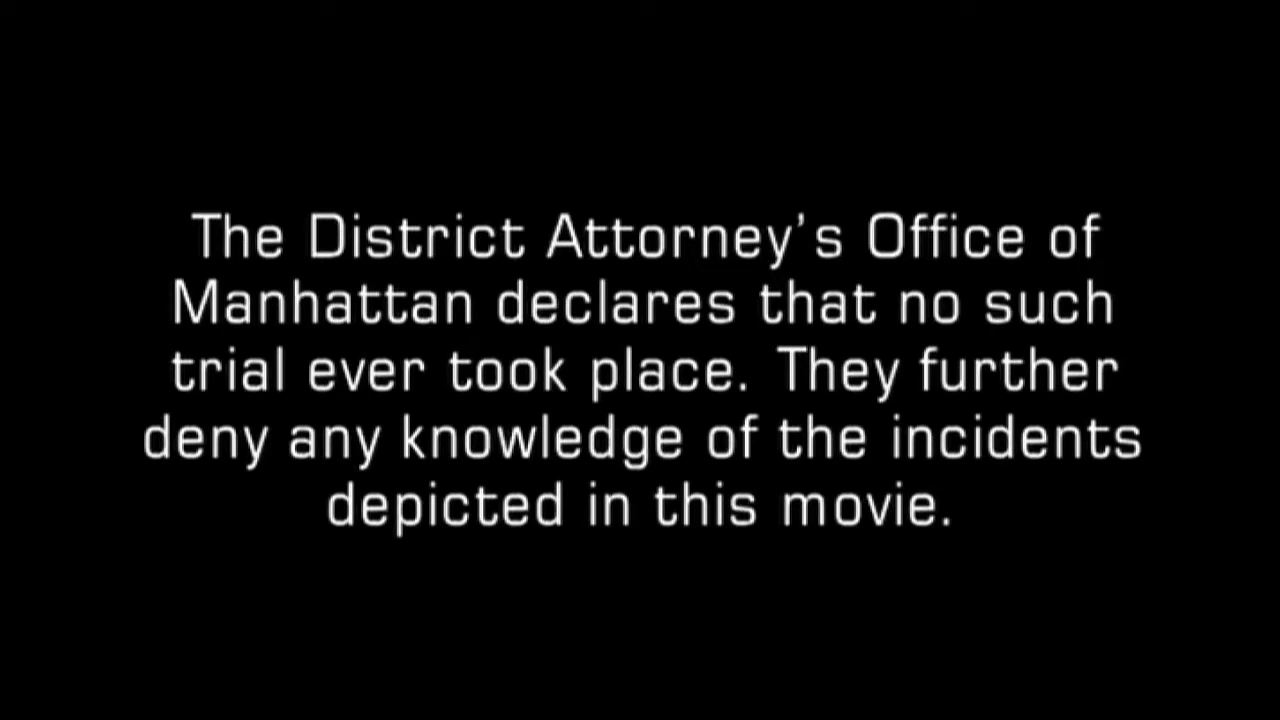 The District Attorney’s Office of
Manhattan declares that no such
trial ever took place. They further
deny any knowledge of the incidents
depicted in this movie.